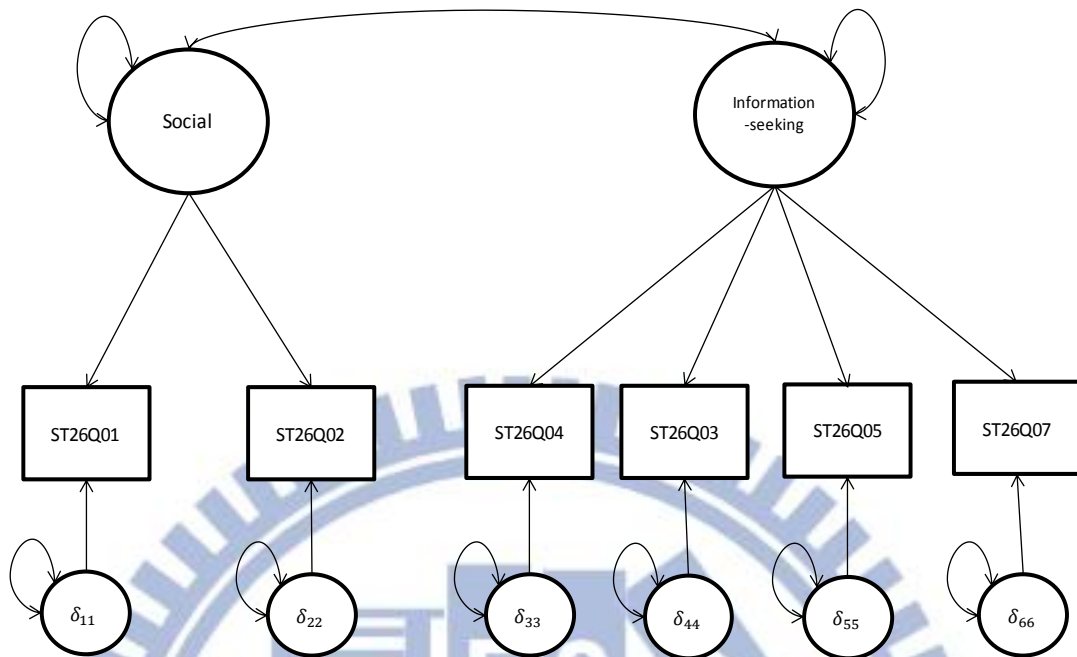 Social
Information
-seeking
ST26Q01
ST26Q02
ST26Q04
ST26Q03
ST26Q05
ST26Q07
δ₁₁
δ₂₂
δ₃₃
δ₄₄
δ₅₅
δ₆₆